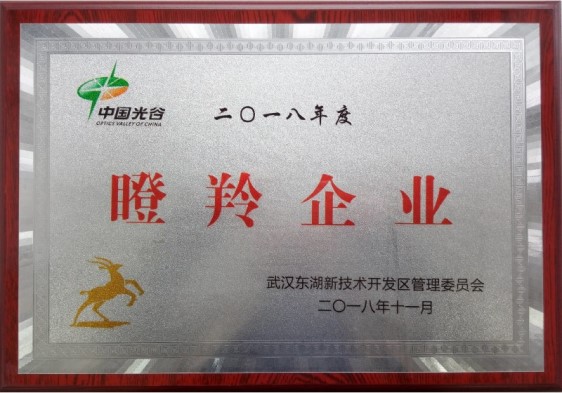 中国光谷
OPTICS VALLEY OF CHINA
二〇一八年度
瞪羚企业
武汉东湖新技术开发区管理委员会
二〇一八年十一月